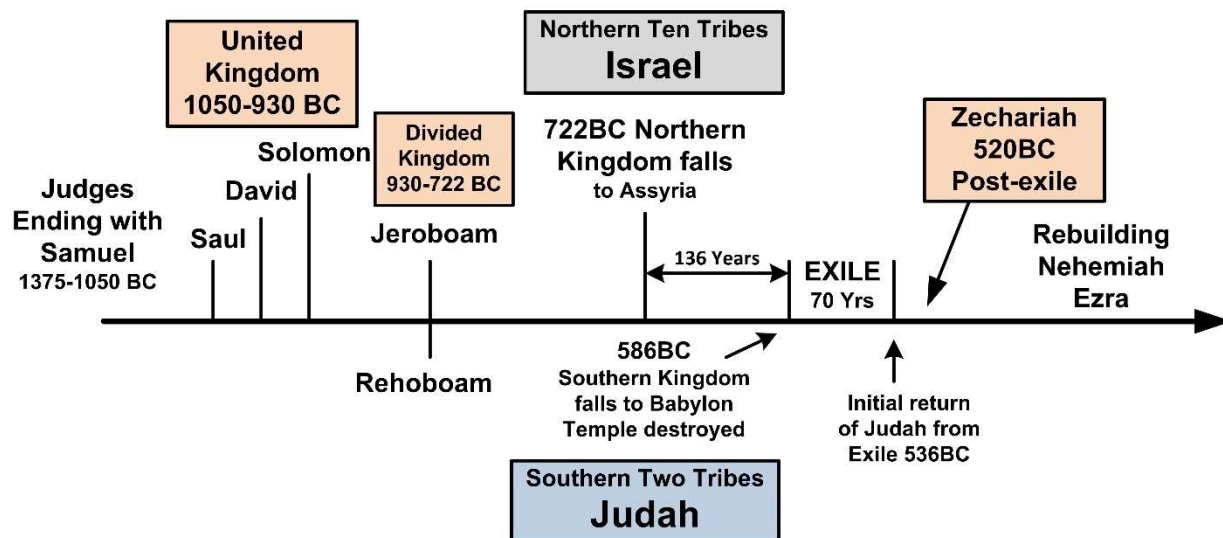 United
Kingdom
1050-930 BC
Northern Ten Tribes
Israel
Divided
Kingdom
930-722 BC
722BC Northern
Kingdom falls
to Assyria
Zechariah
520BC
Post-exile
Judges
Ending with
Samuel
1375-1050 BC
Saul
David
Solomon
Jeroboam
136 Years
EXILE
70 Yrs
Rebuilding
Nehemiah
Ezra
Rehoboam
586BC
Southern Kingdom
falls to Babylon
Temple destroyed
Initial return
of Judah from
Exile 536BC
Southern Two Tribes
Judah